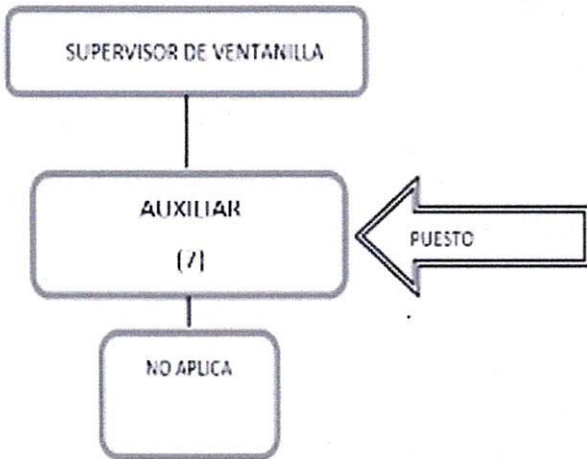 SUPERVISOR DE VENTANILLA
AUXILIAR
(7)
PUESTO
NO APLICA